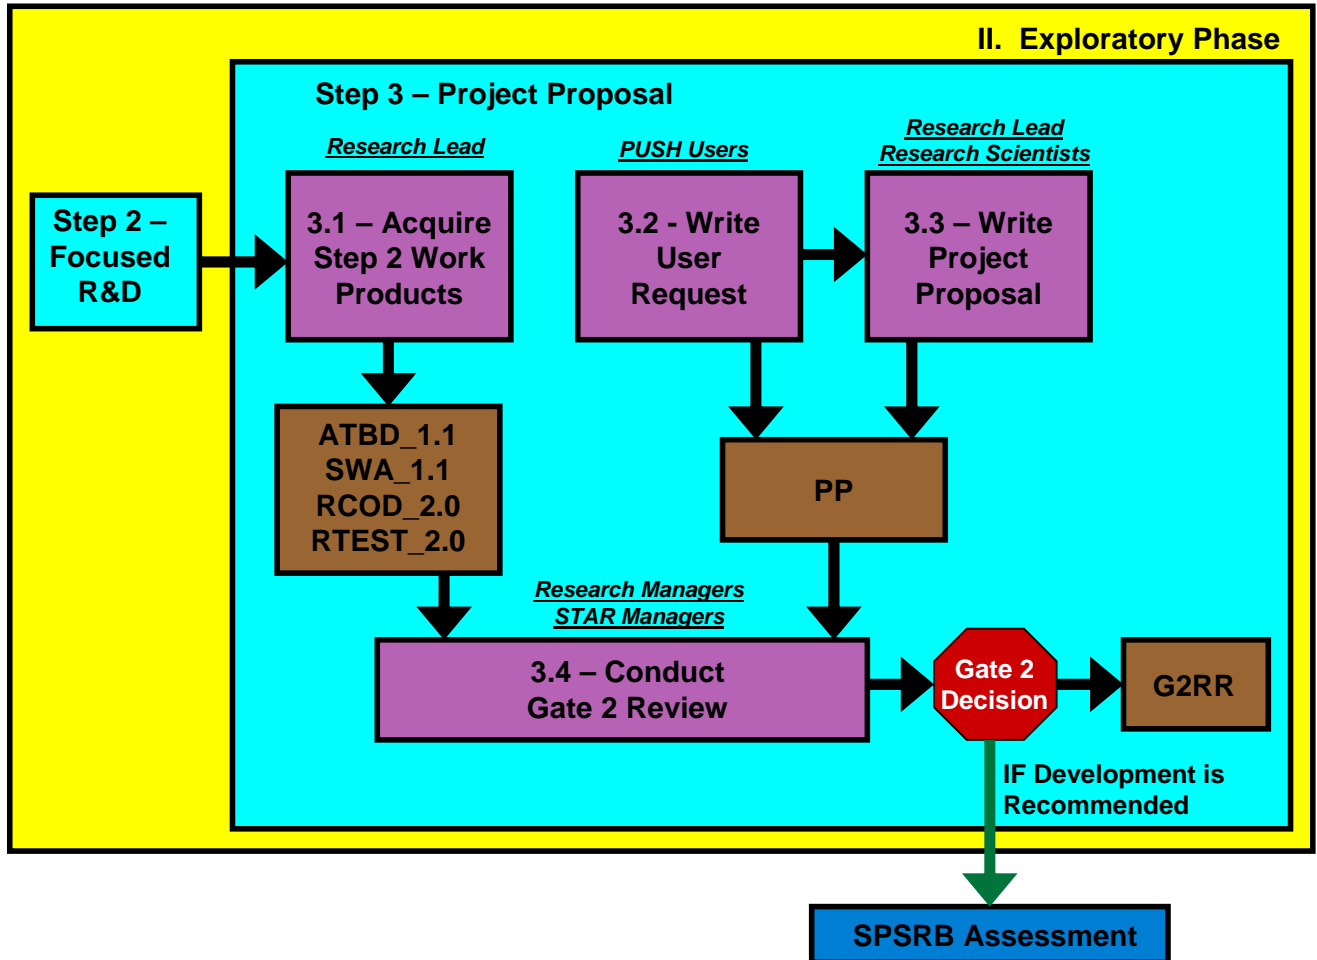 II. Exploratory Phase
Step 3 – Project Proposal
Research Lead
PUSH Users
Research Lead
Research Scientists
Step 2 –
Focused
R&D
3.1 – Acquire
Step 2 Work
Products
3.2 - Write
User
Request
3.3 – Write
Project
Proposal
ATBD_1.1
SWA_1.1
RCOD_2.0
RTEST_2.0
PP
Research Managers
STAR Managers
3.4 – Conduct
Gate 2 Review
Gate 2
Decision
G2RR
IF Development is
Recommended
SPSRB Assessment